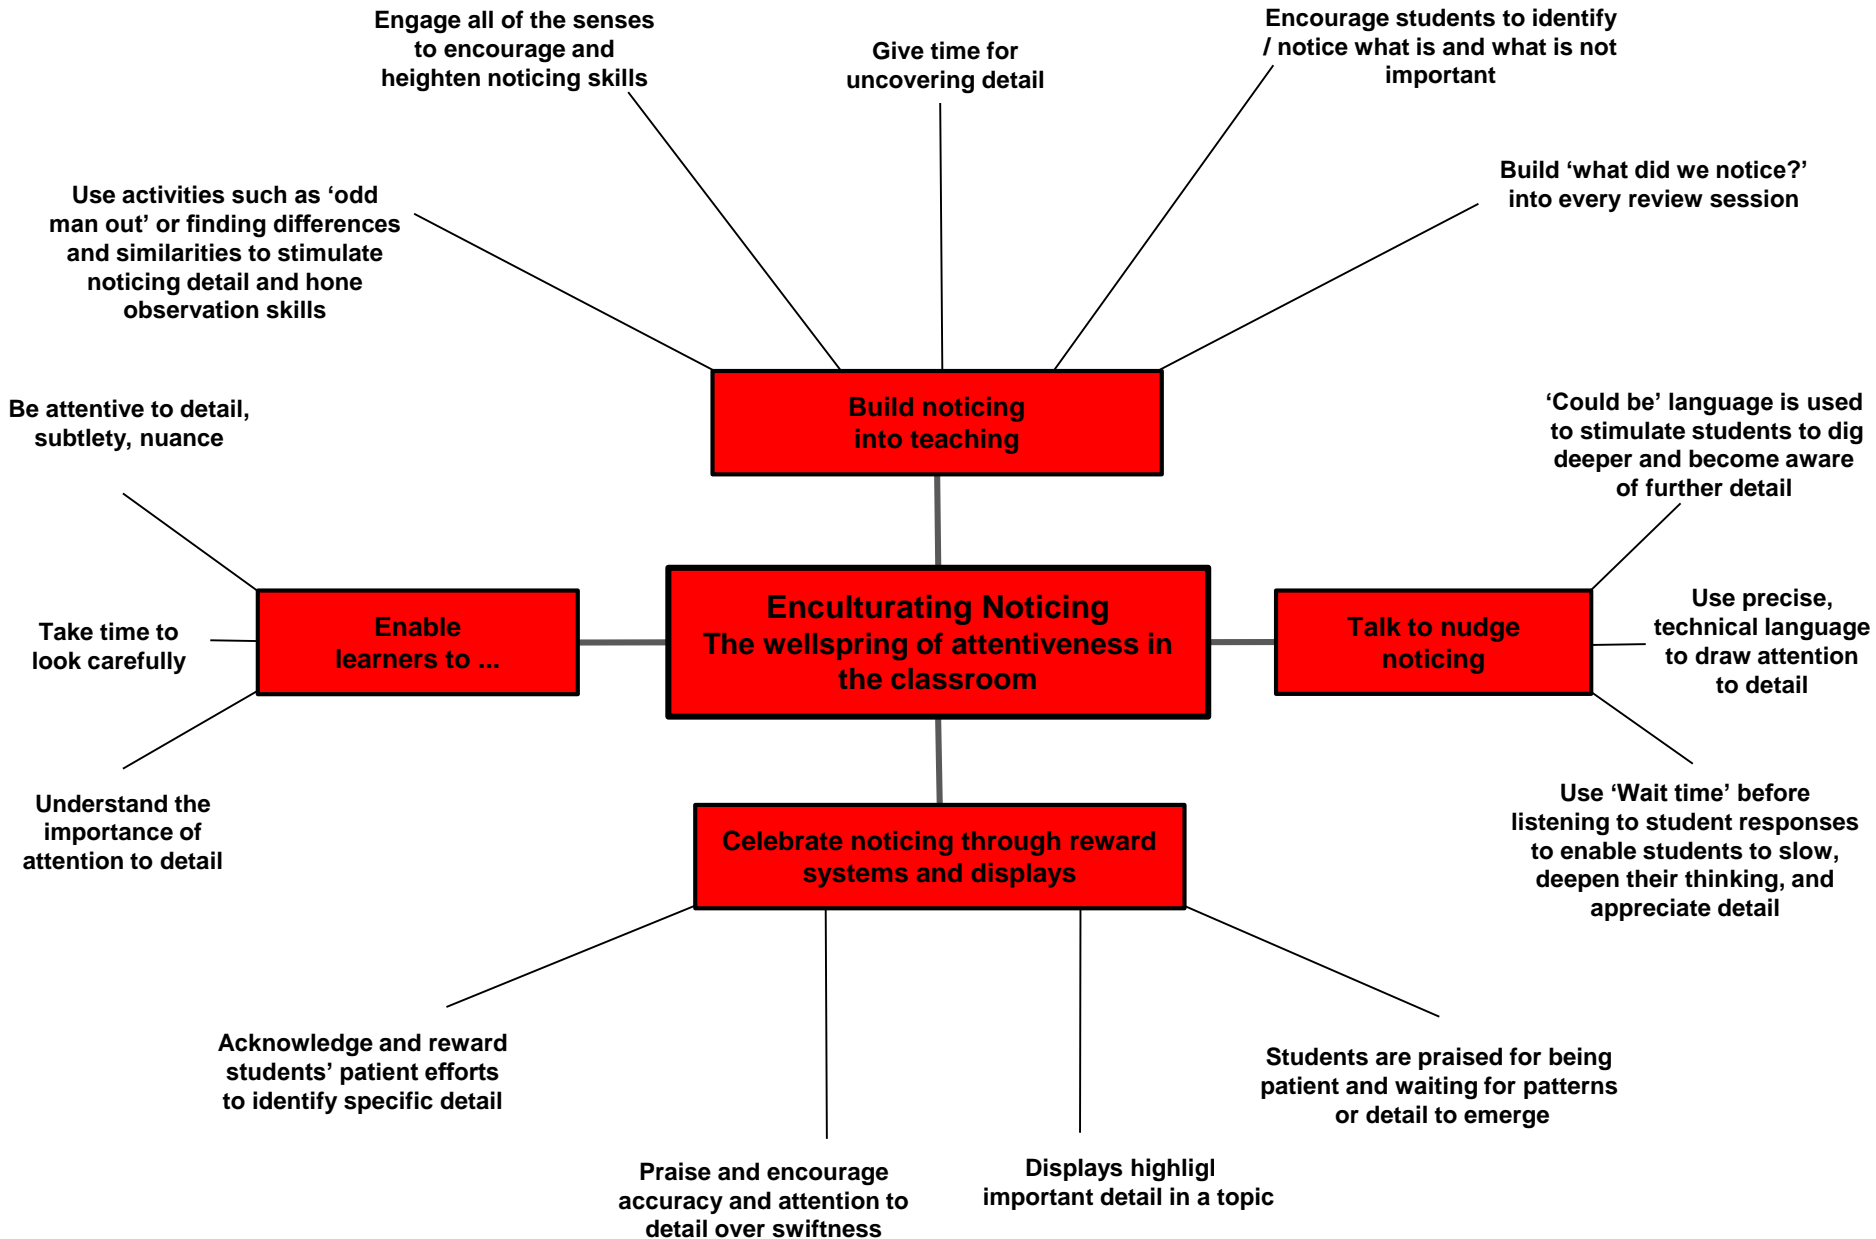 Engage all of the senses
to encourage and
heighten noticing skills
Give time for
uncovering detail
Encourage students to identify
/ notice what is and what is not
important
Build ‘what did we notice?’
into every review session
Use activities such as ‘odd
man out’ or finding differences
and similarities to stimulate
noticing detail and hone
observation skills
Build noticing
into teaching
Be attentive to detail,
subtlety, nuance
‘Could be’ language is used
to stimulate students to dig
deeper and become aware
of further detail
Enable
learners to ...
Take time to
look carefully
Understand the
importance of
attention to detail
Enculturating Noticing
The wellspring of attentiveness in
the classroom
Talk to nudge
noticing
Use precise,
technical language
to draw attention
to detail
Use ‘Wait time’ before
listening to student responses
to enable students to slow,
deepen their thinking, and
appreciate detail
Celebrate noticing through reward
systems and displays
Acknowledge and reward
students’ patient efforts
to identify specific detail
Praise and encourage
accuracy and attention to
detail over swiftness
Displays highligl
important detail in a topic
Students are praised for being
patient and waiting for patterns
or detail to emerge